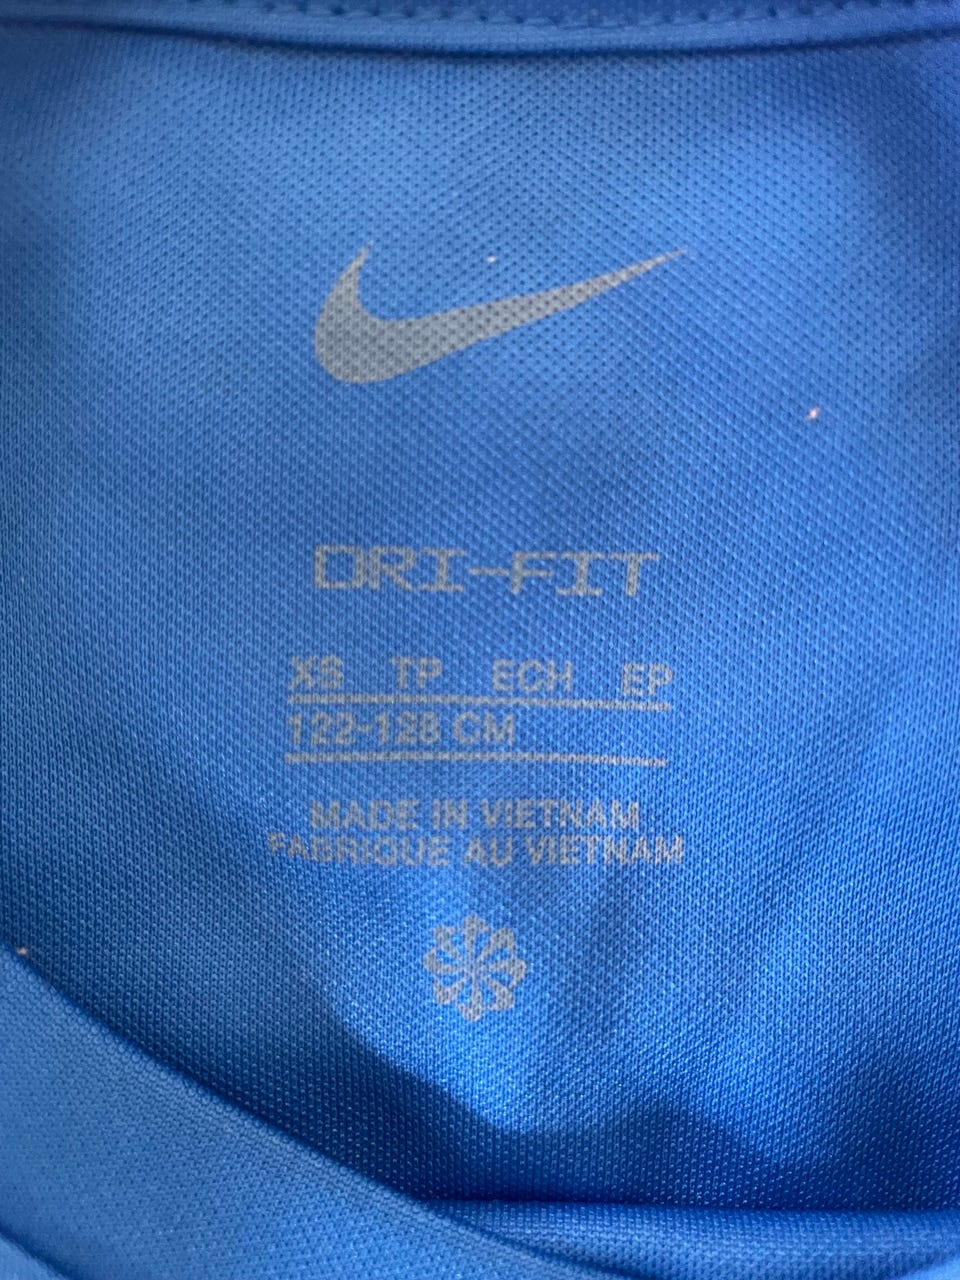 DRI-FIT
XS TP ECH EP
122-128 CM
MADE IN VIETNAM
FABRIQUE AU VIETNAM